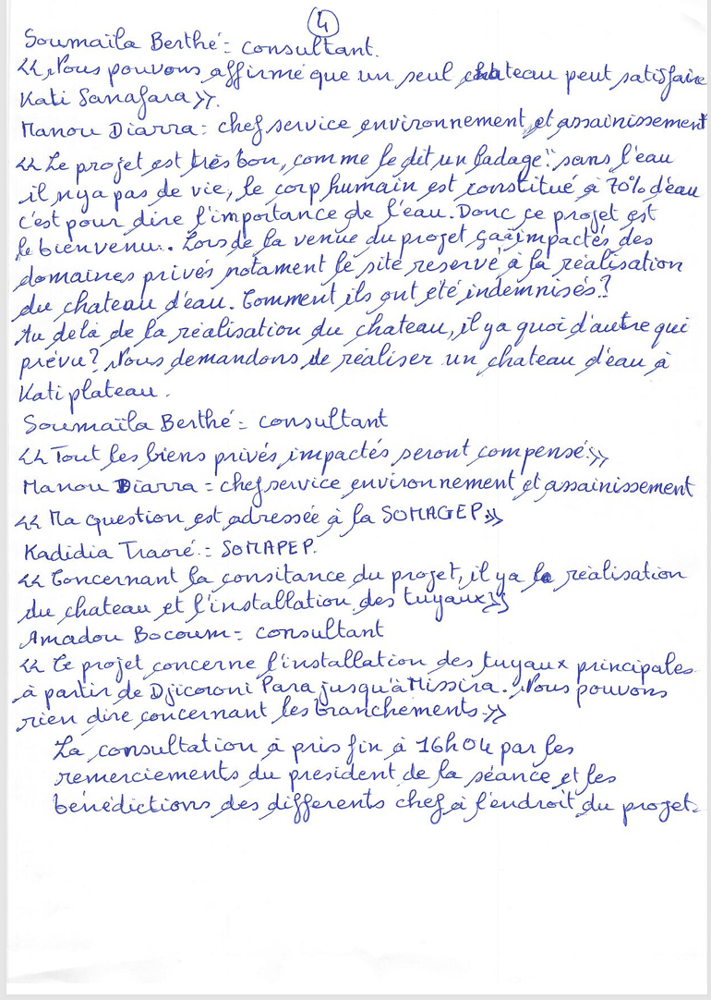 4
Soumaïla Berthé = consultant.
<< Nous pouvons affirmé que un seul chateau peut satisfaire
Kati Sanafara >>.
Manou Diarra : chef service environnement et assainissement
<< Le projet est très bon, comme le dit un ladage " sans l'eau
il n'ya pas de vie, le corp humain est constitué à 70% d'eau
c'est pour dire l'importance de l'eau. Donc ce projet est
le bienvenu. Lors de la venue du projet ça à impactés des
domaines privés notament le site reservé à la réalisation
du chateau d'eau. Comment ils ont été indemnisés ?
Au delà de la réalisation du chateau, il ya quoi d'autre qui
prévu ? Nous demandons de réaliser un chateau d'eau à
Kati plateau.
Soumaïla Berthé = consultant
<< Tout les biens privés impactés seront compensé >>
Manou Diarra = chef service environnement et assainissement
<< Ma question est adressée à la SOMAGEP. >>
Kadidia Traoré = SOMAPEP.
<< Concernant la consitance du projet, il ya la réalisation
du chateau et l'installation des tuyaux >>
Amadou Bocoum = consultant
<< Ce projet concerne l'installation des tuyaux principales
à partir de Djicoroni Para jusqu'à Missira. Nous pouvons
rien dire concernant les branchements. >>
La consultation à pris fin à 16h04 par les
remerciements du president de la séance et les
bénédictions des differents chef à l'endroit du projet.